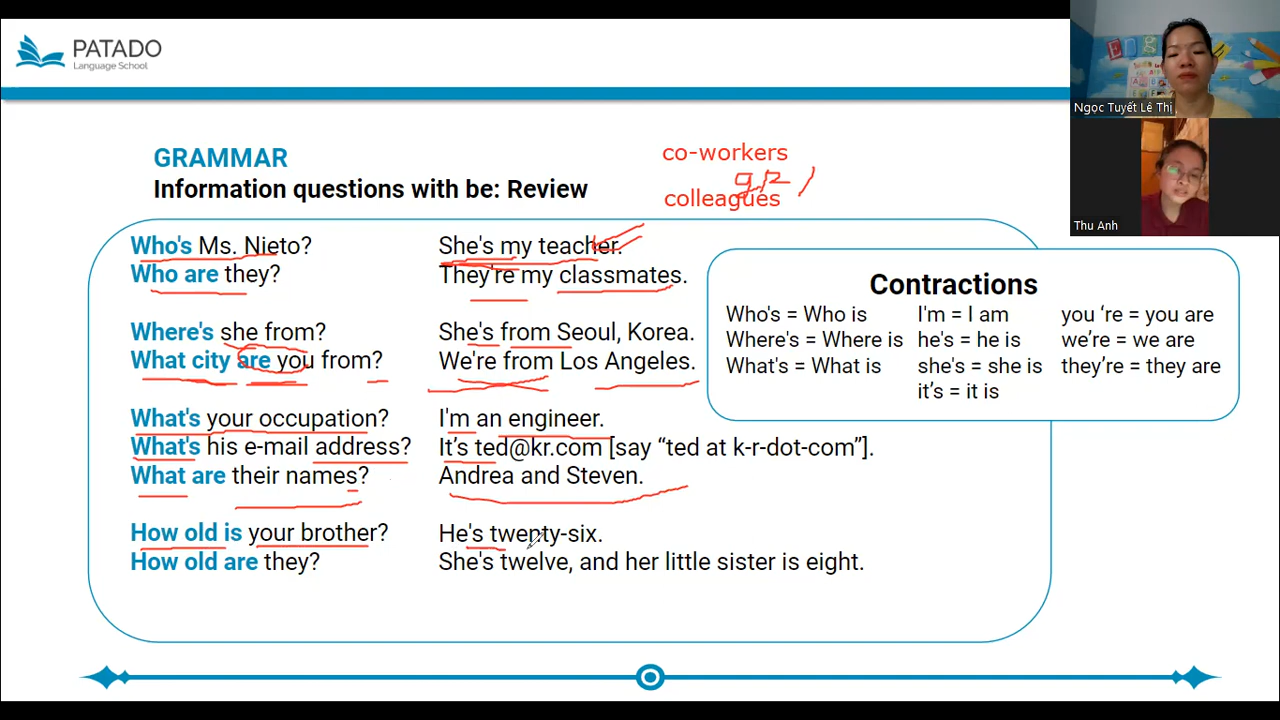 PATADO
Language School
Ngọc Tuyết Lê Thị
Thu Anh
GRAMMAR
Information questions with be: Review
co-workers
colleagues
Who's Ms. Nieto? She's my teacher.
Who are they? They're my classmates.
Where's she from? She's from Seoul, Korea.
What city are you from? We're from Los Angeles.
What's your occupation? I'm an engineer.
What's his e-mail address? It's ted@kr.com [say “ted at k-r-dot-com”].
What are their names? Andrea and Steven.
How old is your brother? He's twenty-six.
How old are they? She's twelve, and her little sister is eight.
Contractions
Who's = Who is I'm = I am you ‘re = you are
Where's = Where is he's = he is we’re = we are
What's = What is she's = she is they’re = they are
it’s = it is